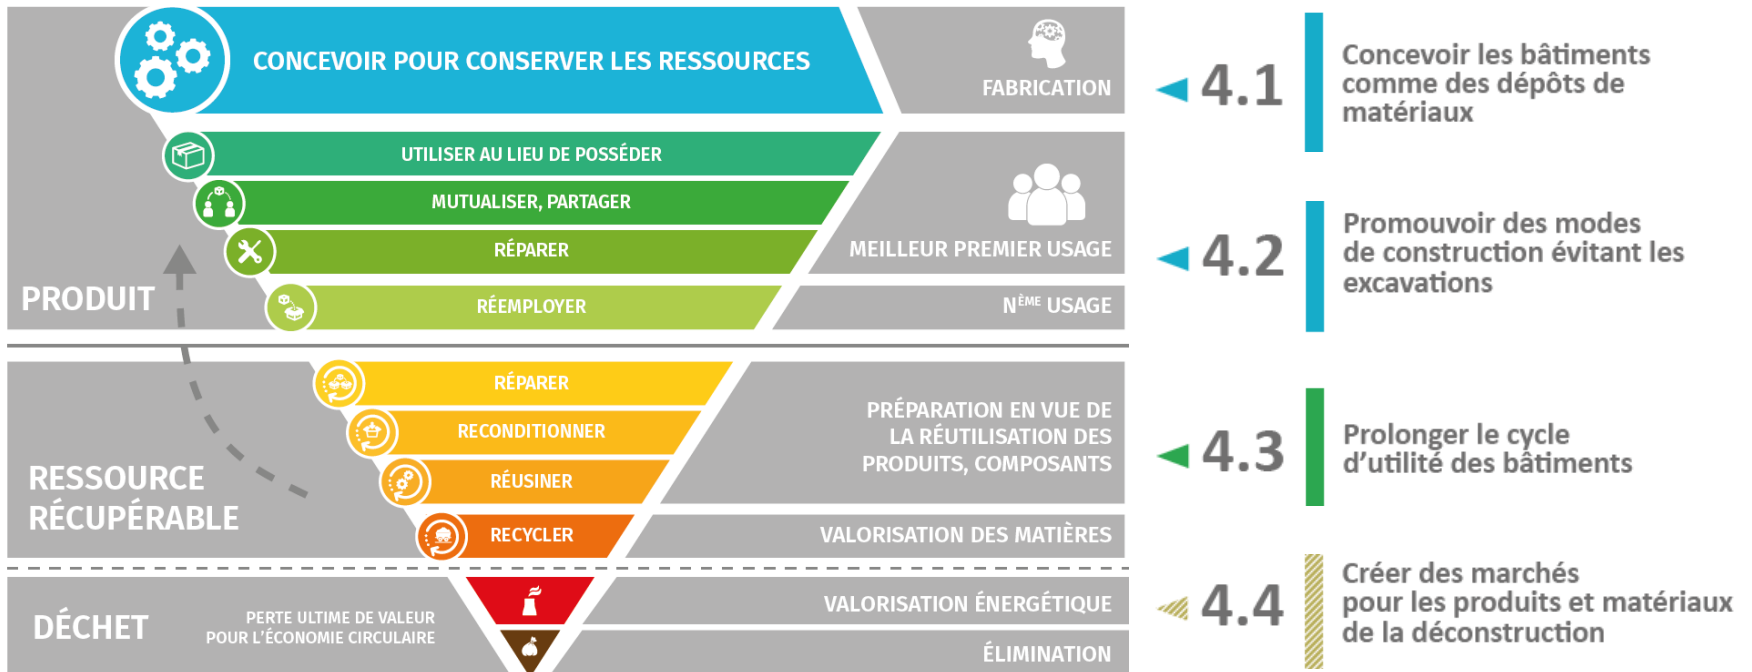 CONCEVOIR POUR CONSERVER LES RESSOURCES
FABRICATION
UTILISER AU LIEU DE POSSÉDER
MUTUALISER, PARTAGER
RÉPARER
MEILLEUR PREMIER USAGE
PRODUIT
RÉEMPLOYER
NÈME USAGE
RÉPARER
RECONDITIONNER
RÉUSINER
PRÉPARATION EN VUE DE
LA RÉUTILISATION DES
PRODUITS, COMPOSANTS
RESSOURCE
RÉCUPÉRABLE
RECYCLER
VALORISATION DES MATIÈRES
DÉCHET
PERTE ULTIME DE VALEUR
POUR L'ÉCONOMIE CIRCULAIRE
VALORISATION ÉNERGÉTIQUE
ÉLIMINATION
4.1
Concevoir les bâtiments
comme des dépôts de
matériaux
4.2
Promouvoir des modes
de construction évitant les
excavations
4.3
Prolonger le cycle
d'utilité des bâtiments
4.4
Créer des marchés
pour les produits et matériaux
de la déconstruction